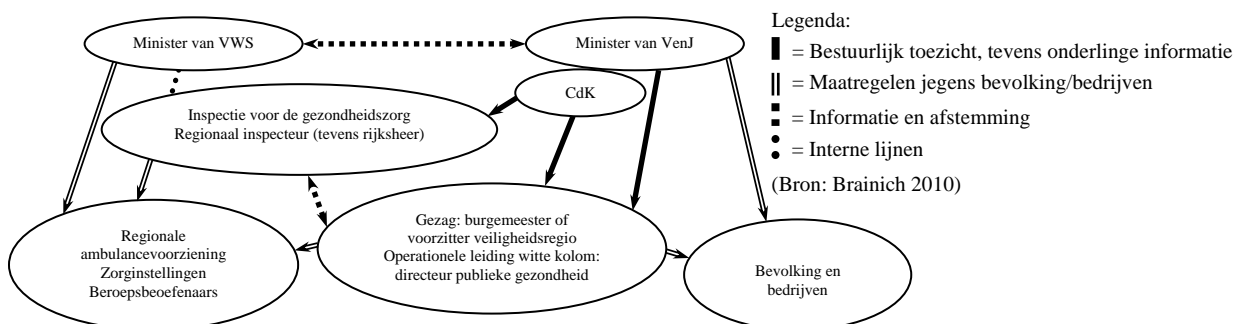 Minister van VWS
Minister van VenJ
CdK
Inspectie voor de gezondheidszorg
Regionaal inspecteur (tevens rijksheer)
Regionale
ambulancevoorziening
Zorginstellingen
Beroepsbeoefenaars
Gezag: burgemeester of
voorzitter veiligheidsregio
Operationele leiding witte kolom:
directeur publieke gezondheid
Bevolking en
bedrijven
Legenda:
= Bestuurlijk toezicht, tevens onderlinge informatie
= Maatregelen jegens bevolking/bedrijven
= Informatie en afstemming
= Interne lijnen
(Bron: Brainich 2010)